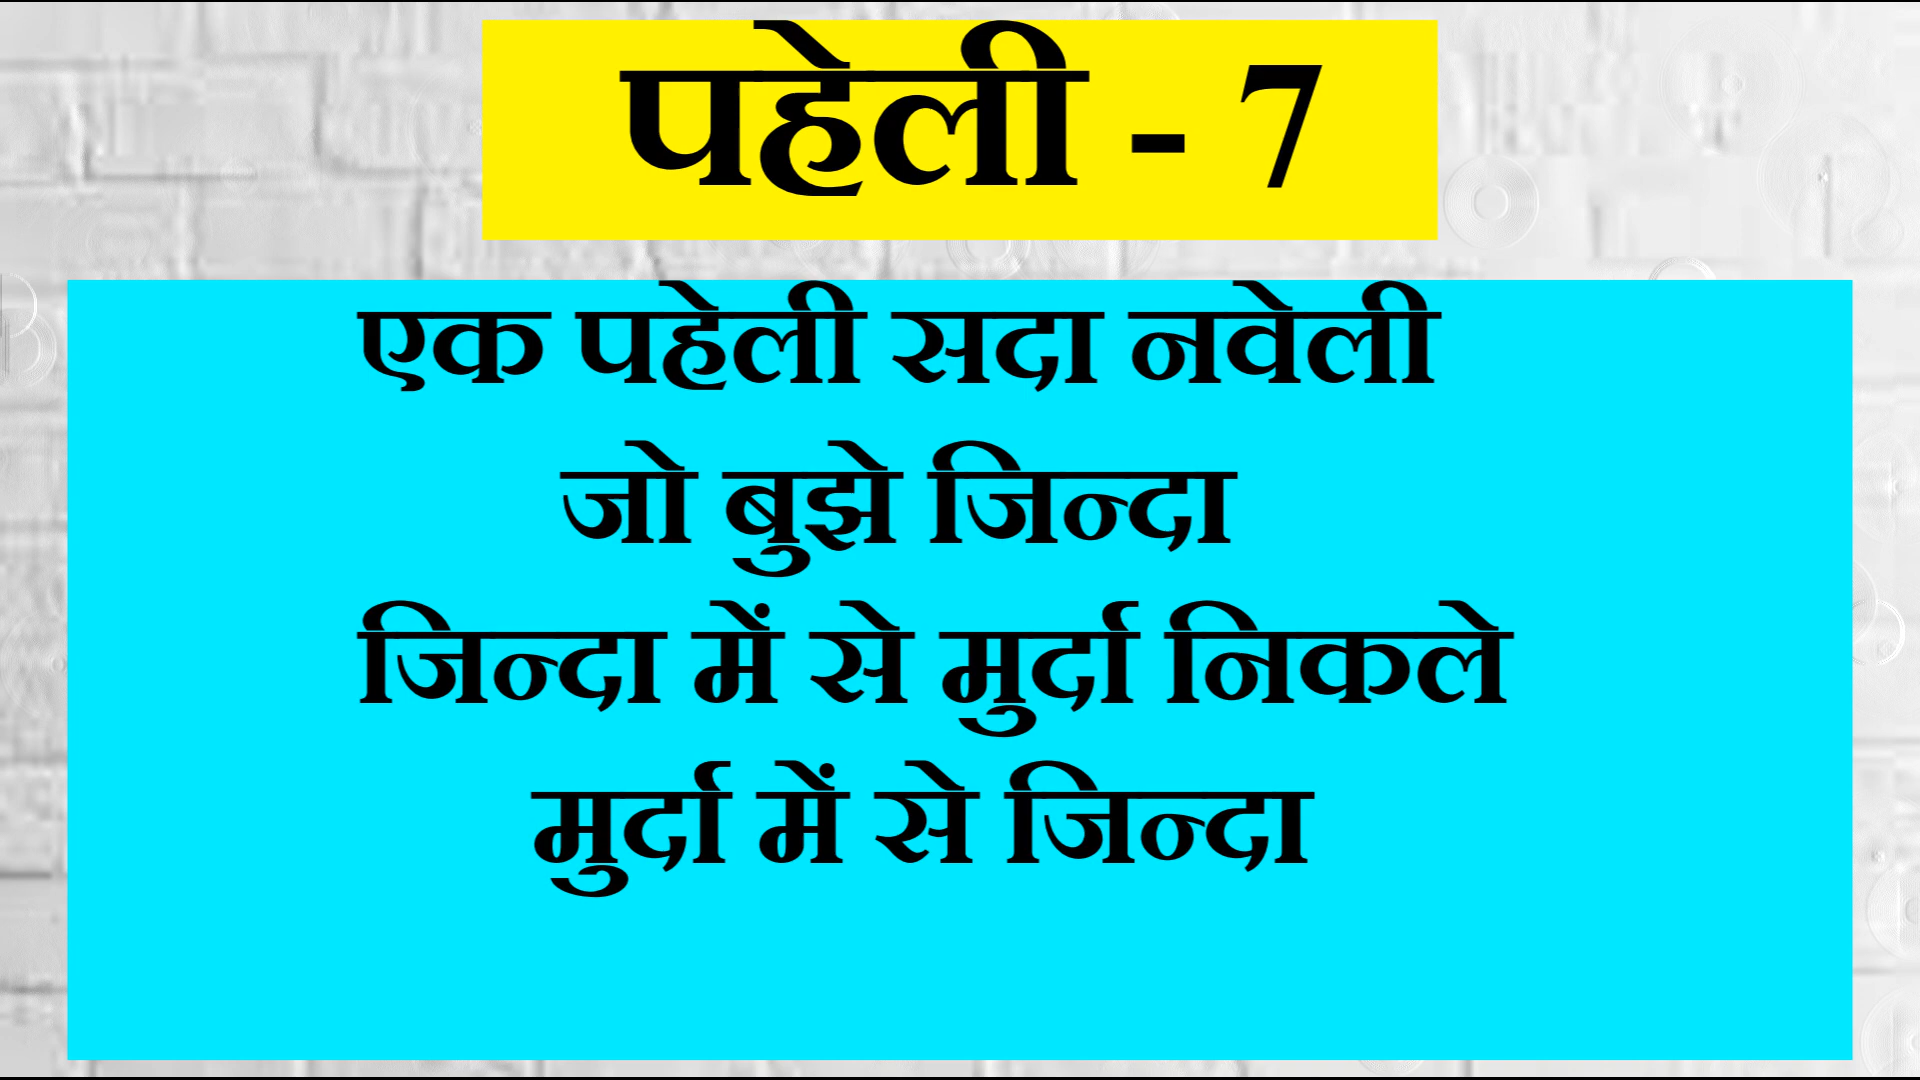 पहेली - 7
एक पहेली सदा नवेली
जो बुझे जिन्दा
जिन्दा में से मुर्दा निकले
मुर्दा में से जिन्दा